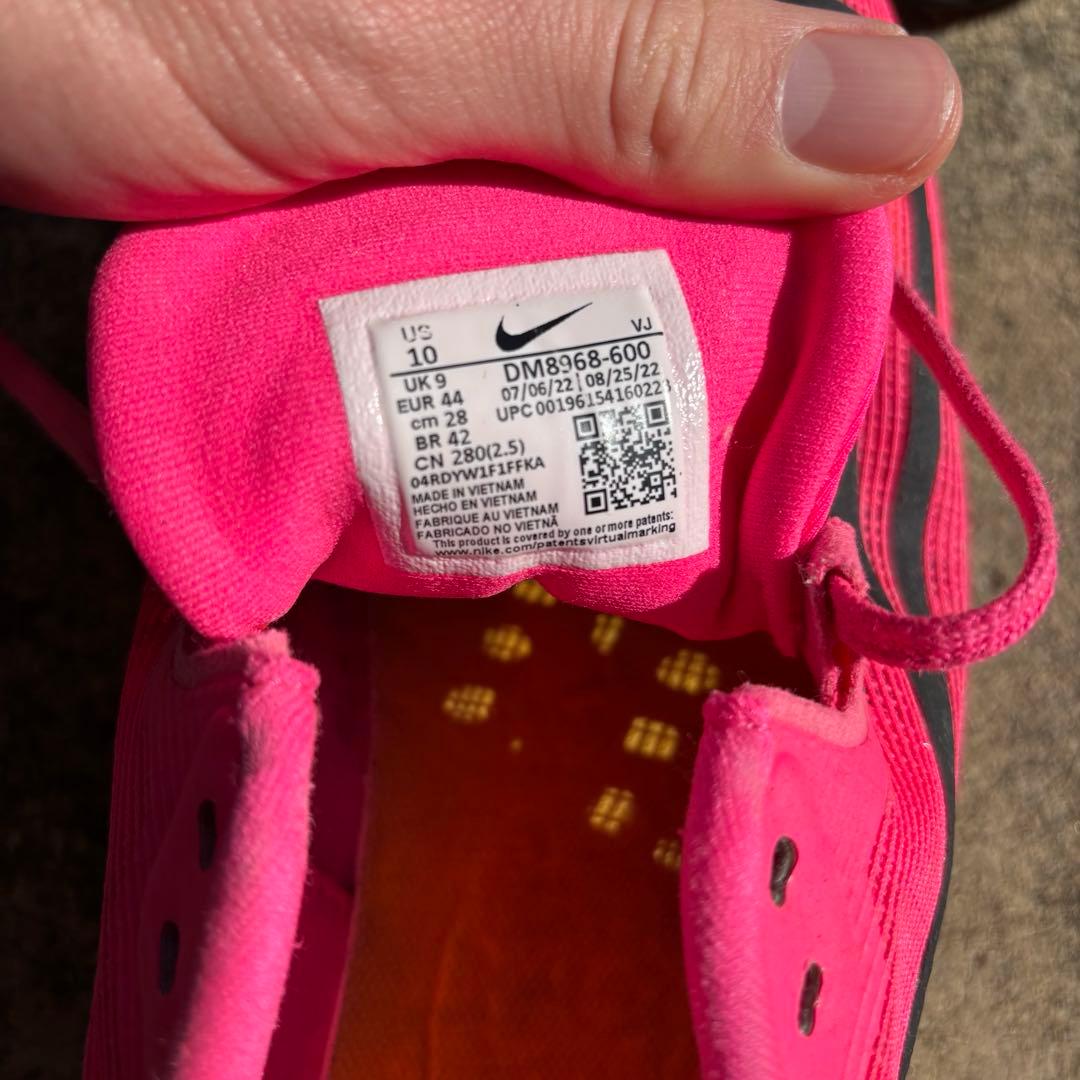 US
10
VJ
UK 9
EUR 44
cm 28
BR 42
CN 280(2.5)
DM8968-600
07/06/22 | 08/25/22
UPC 00196154160223
04RDYW1F1FFKA
MADE IN VIETNAM
HECHO EN VIETNAM
FABRIQUE AU VIETNAM
FABRICADO NO VIETNÃ
This product is covered by one or more patents:
www.nike.com/patentsvirtualmarking